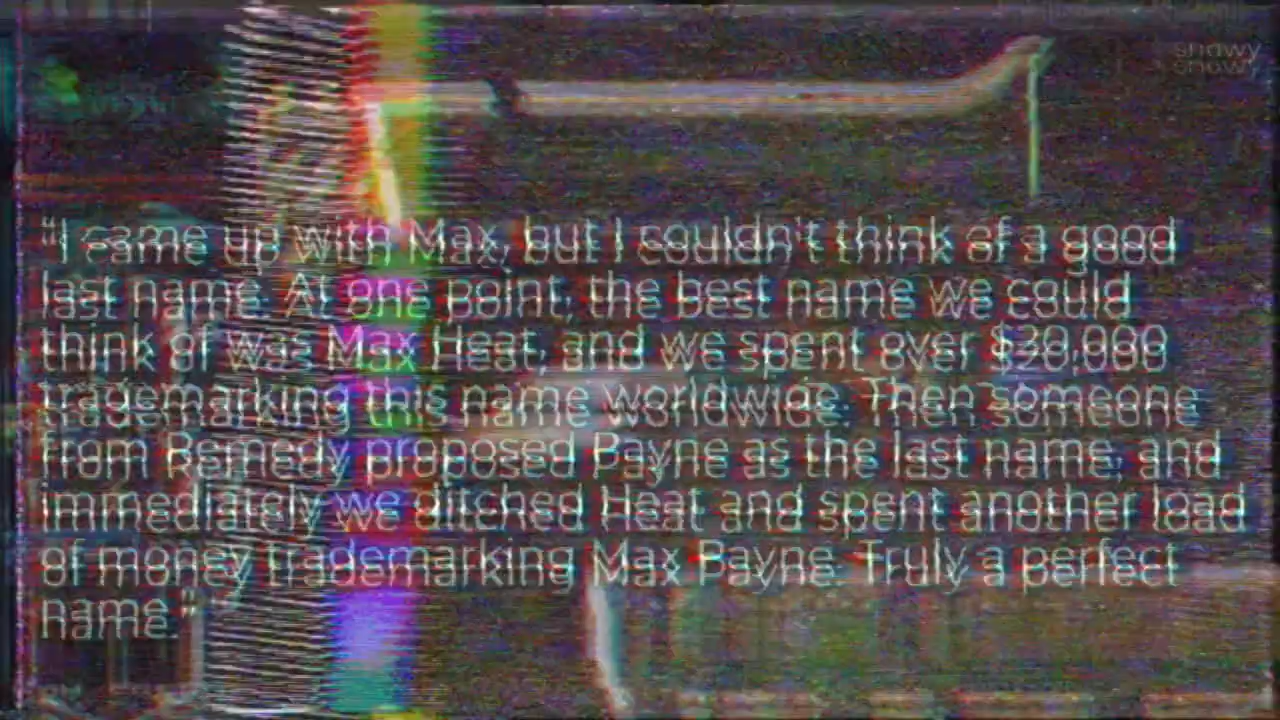 snawy
"I came up with Max, but I couldn't think of a good
last name. At one point, the best name we could
think of was Max Heat, and we spent over $20,000
trademarking this name worldwide. Then someone
from Remedy proposed Payne as the last name, and
immediately we ditched Heat and spent another load
of money trademarking Max Payne. Truly a perfect
name."